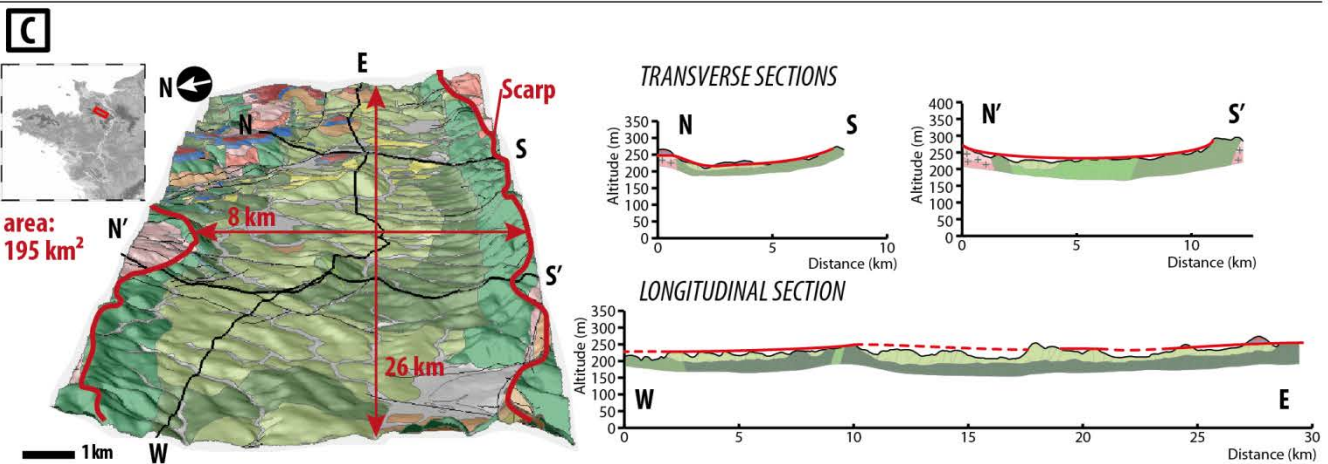 C
N
E
Scarp
N
S
area:
195 km²
N'
8 km
S'
26 km
W
1 km
TRANSVERSE SECTIONS
Altitude (m)
350
300
250
200
150
100
50
0
N
S
0
5
10
Distance (km)
Altitude (m)
400
350
300
250
200
150
100
50
0
N'
S'
0
5
10
Distance (km)
LONGITUDINAL SECTION
Altitude (m)
350
300
250
200
150
100
50
0
W
E
0
5
10
15
20
25
30
Distance (km)